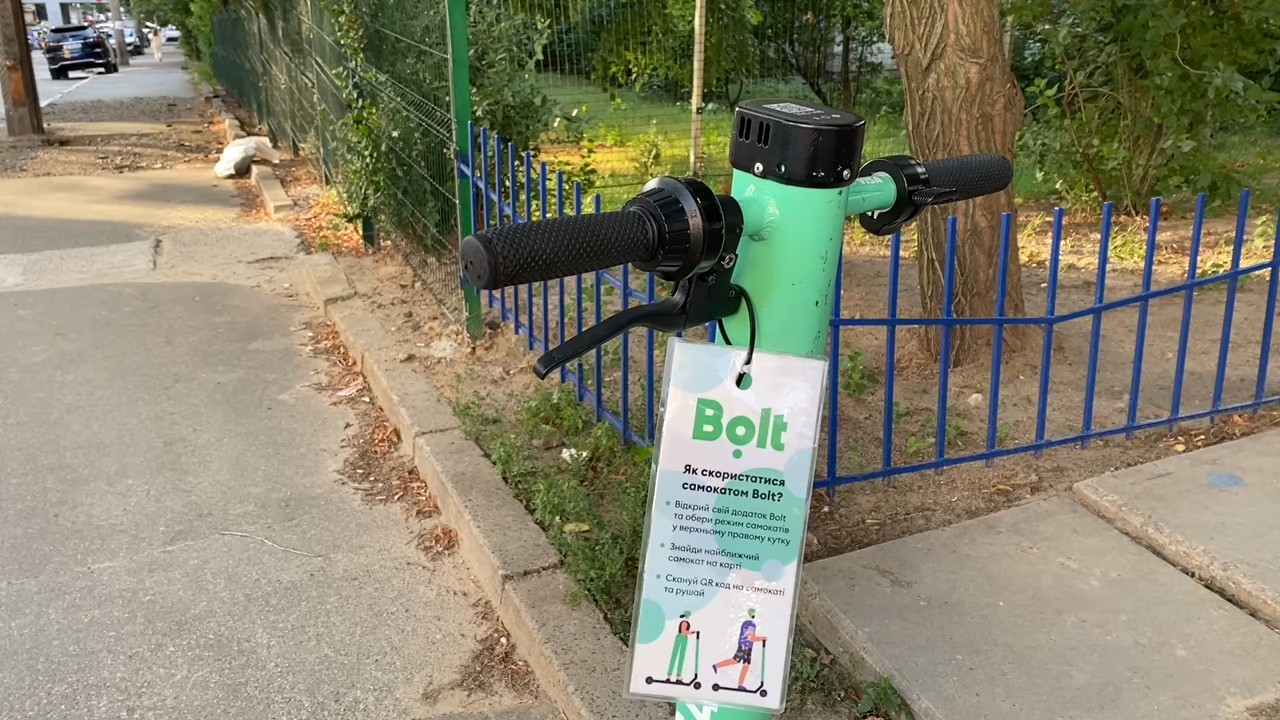 VISA
Bolt
Як скористатися
самокатом Bolt?
• Відкрий свій додаток Bolt
та обери режим самокатів
у верхньому правому кутку
• Знайди найближчий
самокат на карті
• Скануй QR код на самокаті
та рушай